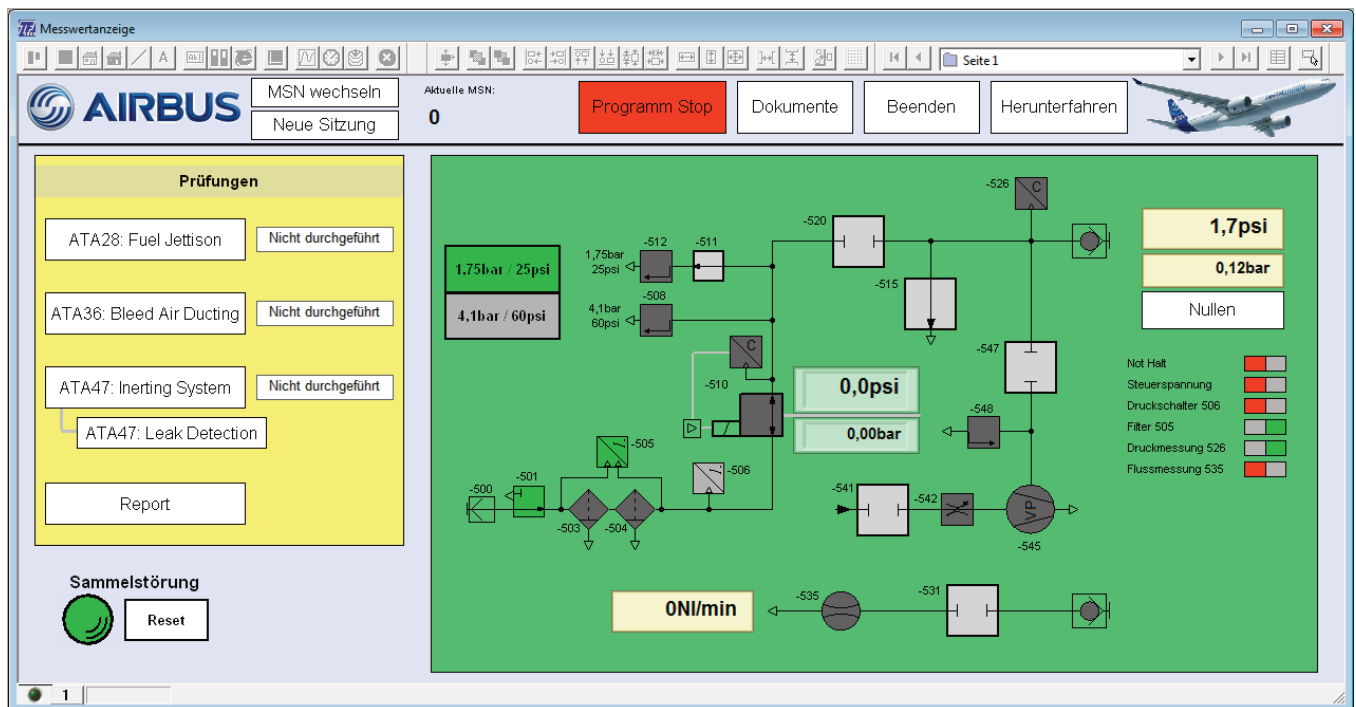 Messwertanzeige
Seite 1
AIRBUS
MSN wechseln
Neue Sitzung
Aktuelle MSN:
0
Programm Stop
Dokumente
Beenden
Herunterfahren
Prüfungen
ATA28: Fuel Jettison
Nicht durchgeführt
ATA36: Bleed Air Ducting
Nicht durchgeführt
ATA47: Inerting System
Nicht durchgeführt
ATA47: Leak Detection
Report
Sammelstörung
Reset
1,75bar / 25psi
4,1bar / 60psi
1,75bar
25psi
-512
-511
4,1bar
60psi
-508
-520
-526
C
-515
-547
-548
C
-510
0,0psi
0,00bar
-505
-506
-500
-501
-503
-504
-541
-542
VP
-545
0Nl/min
-535
-531
1,7psi
0,12bar
Nullen
Not Halt
Steuerspannung
Druckschalter 506
Filter 505
Druckmessung 526
Flussmessung 535
1